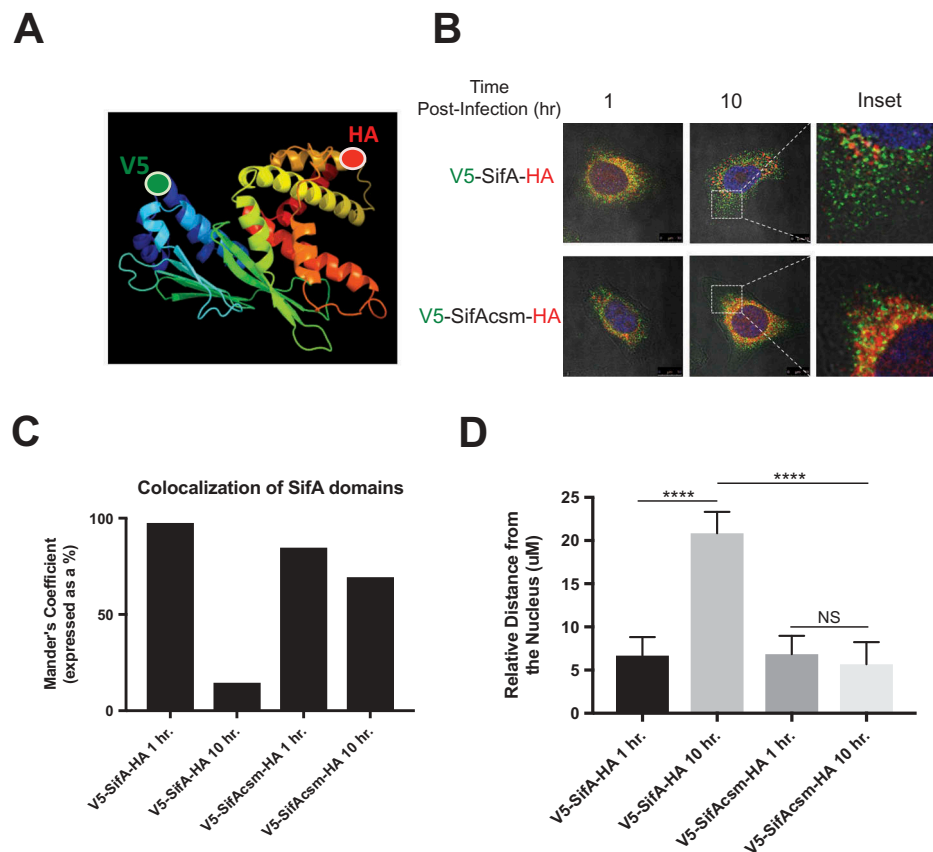 A
V5
HA
B
Time
Post-Infection (hr)
1
10
Inset
V5-SifA-HA
V5-SifAcsm-HA
C
Colocalization of SifA domains
Mander's Coefficient
(expressed as a %)
100
50
0
V5-SifA-HA 1 hr.
V5-SifA-HA 10 hr.
V5-SifAcsm-HA 1 hr.
V5-SifAcsm-HA 10 hr.
D
Relative Distance from
the Nucleus (uM)
25
20
15
10
5
0
****
****
NS
V5-SifA-HA 1 hr.
V5-SifA-HA 10 hr.
V5-SifAcsm-HA 1 hr.
V5-SifAcsm-HA 10 hr.